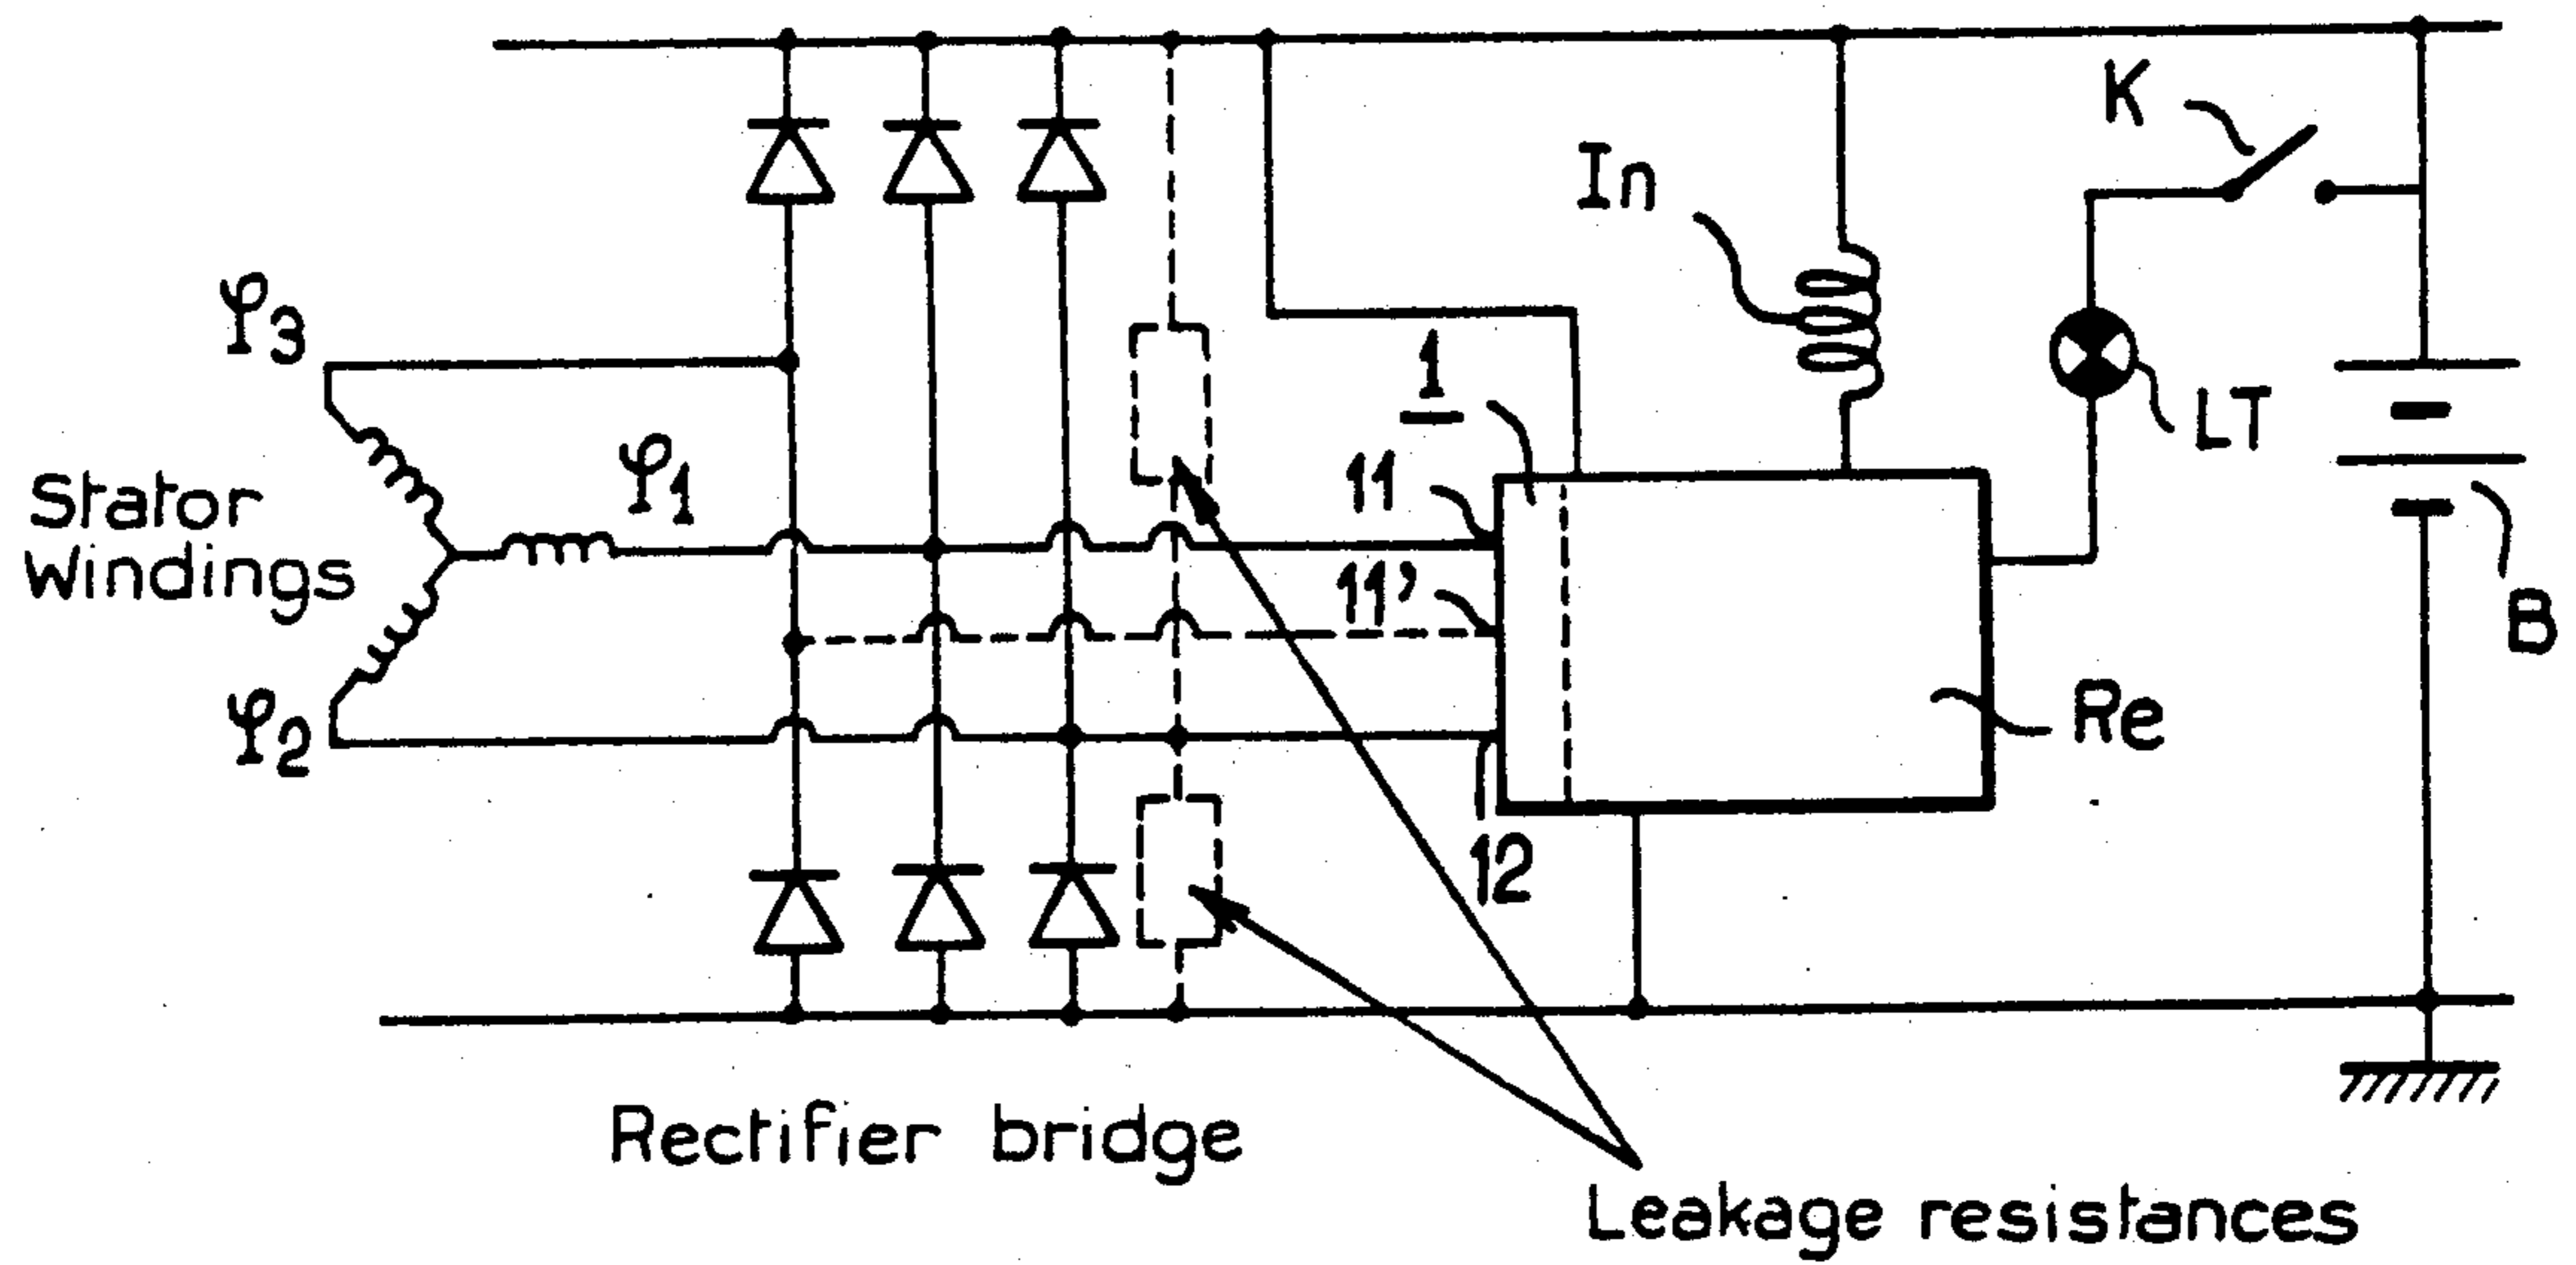 K
In
φ3
1
LT
φ1
11
Stator
Windings
11’
B
Re
φ2
12
Rectifier bridge
Leakage resistances